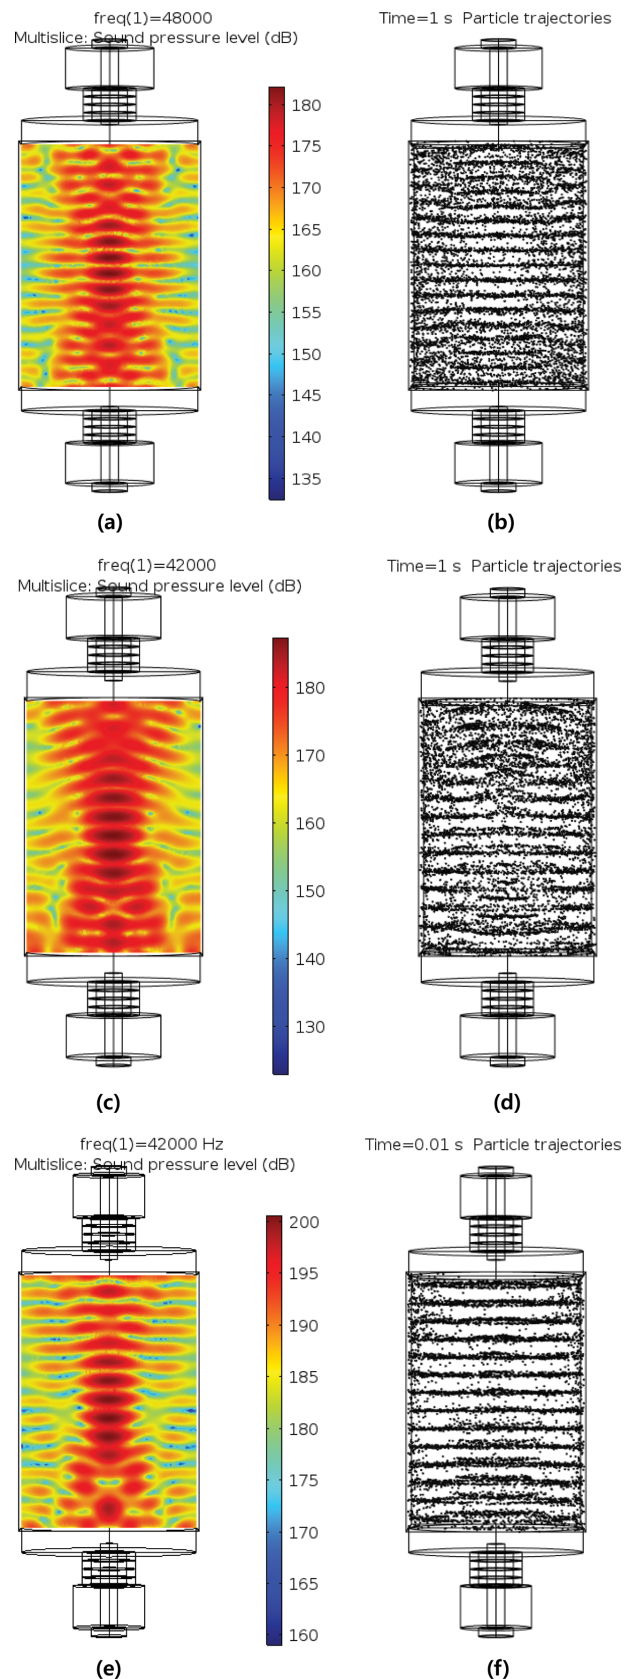 freq(1)=48000
Multislice: Sound pressure level (dB)
Time=1 s Particle trajectories
180
175
170
165
160
155
150
145
140
135
(a)
(b)
freq(1)=42000
Multislice: Sound pressure level (dB)
Time=1 s Particle trajectories
180
170
160
150
140
130
(c)
(d)
freq(1)=42000 Hz
Multislice: Sound pressure level (dB)
Time=0.01 s Particle trajectories
200
195
190
185
180
175
170
165
160
(e)
(f)